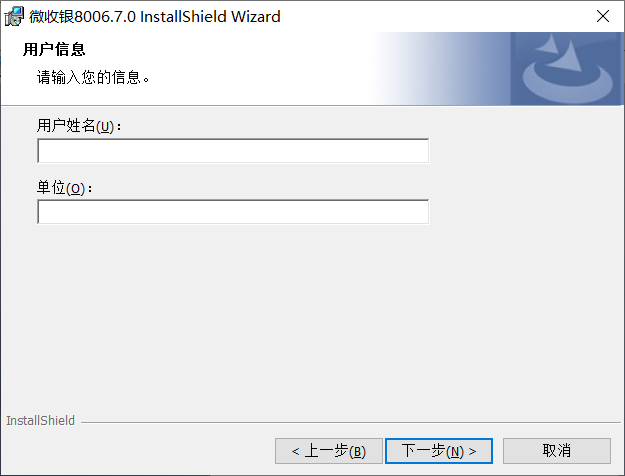 微收银8006.7.0 InstallShield Wizard
用户信息
请输入您的信息。
用户姓名(U)：
单位(O)：
InstallShield
< 上一步(B) 下一步(N) > 取消